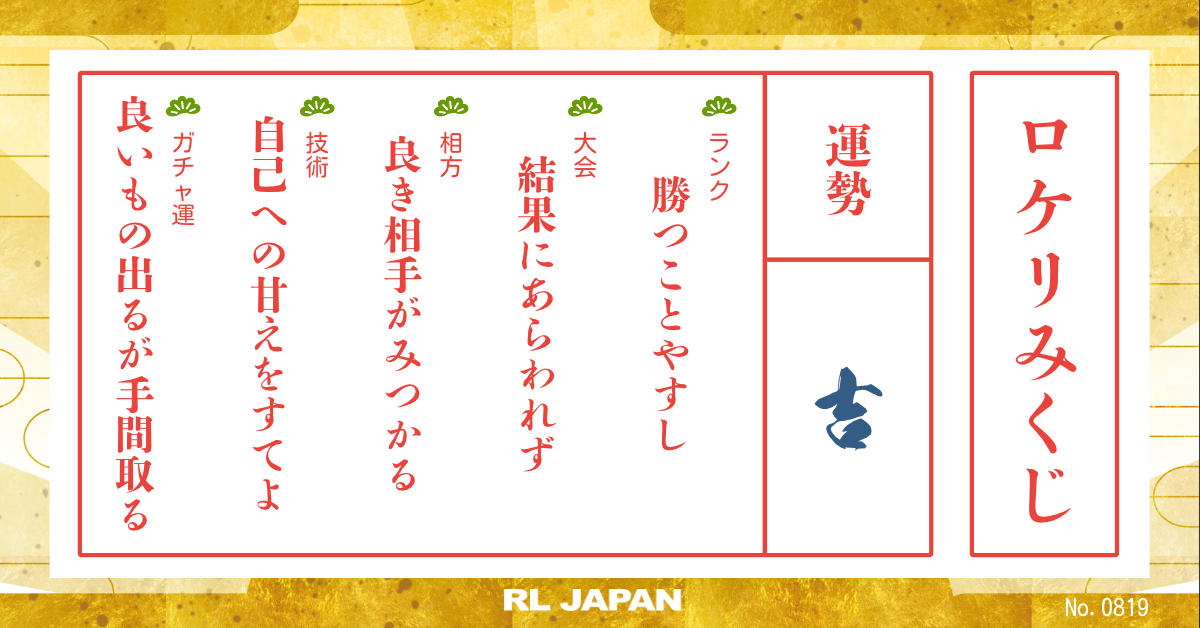 ロケリみくじ
運勢
吉
ランク
勝つことやすし
大会
結果にあらわれず
相方
良き相手がみつかる
技術
自己への甘えをすてよ
ガチャ運
良いもの出るが手間取る
RL JAPAN
No. 0819